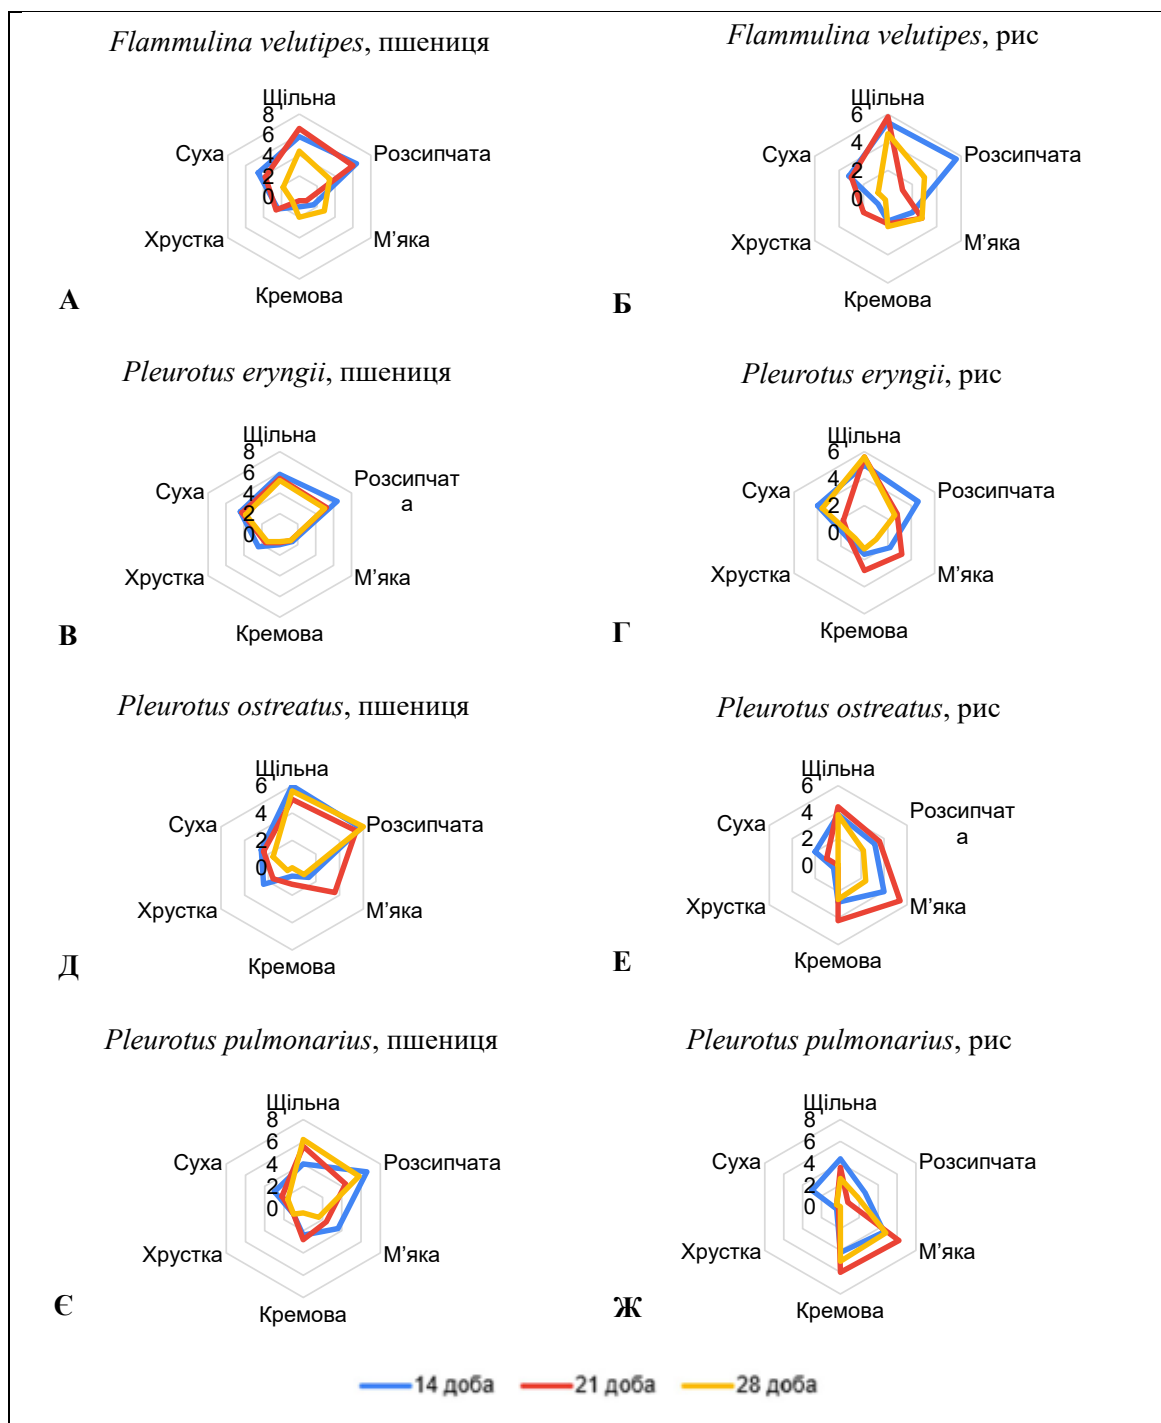 Flammulina velutipes, пшениця
Щільна
8
6
4
2
0
Розсипчата
М’яка
Кремова
Хрустка
Суха
А
Flammulina velutipes, рис
Щільна
6
4
2
0
Розсипчата
М’яка
Кремова
Хрустка
Суха
Б
Pleurotus eryngii, пшениця
Щільна
8
6
4
2
0
Розсипчат
а
М’яка
Кремова
Хрустка
Суха
В
Pleurotus eryngii, рис
Щільна
6
4
2
0
Розсипчата
М’яка
Кремова
Хрустка
Суха
Г
Pleurotus ostreatus, пшениця
Щільна
6
4
2
0
Розсипчата
М’яка
Кремова
Хрустка
Суха
Д
Pleurotus ostreatus, рис
Щільна
6
4
2
0
Розсипчат
а
М’яка
Кремова
Хрустка
Суха
Е
Pleurotus pulmonarius, пшениця
Щільна
8
6
4
2
0
Розсипчата
М’яка
Кремова
Хрустка
Суха
Є
Pleurotus pulmonarius, рис
Щільна
8
6
4
2
0
Розсипчата
М’яка
Кремова
Хрустка
Суха
Ж
14 доба 21 доба 28 доба